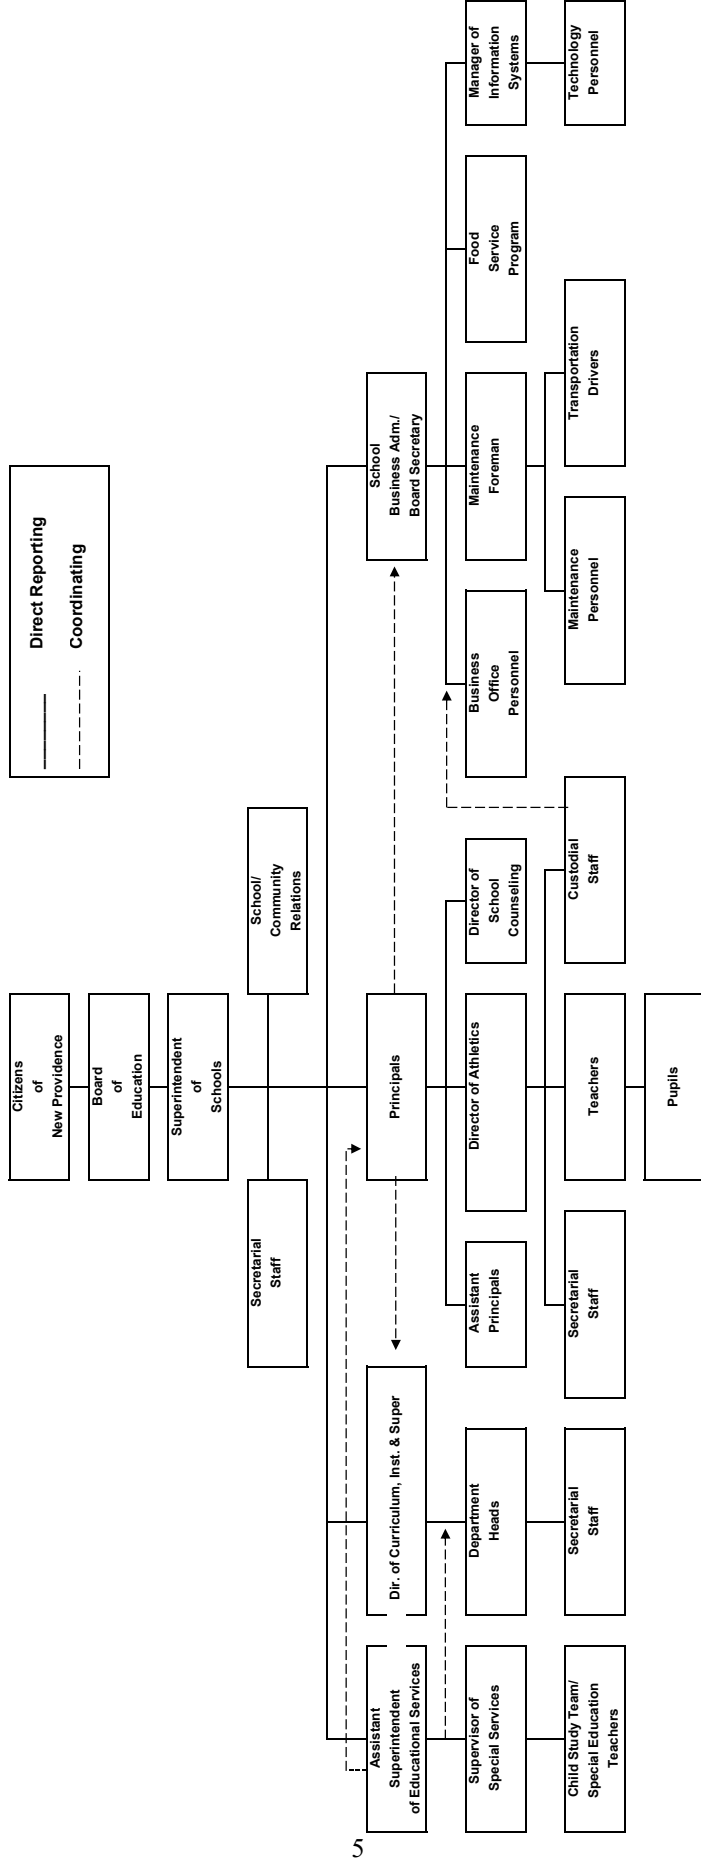 Citizens
of
New Providence
Board
of
Education
Superintendent
of
Schools
Direct Reporting
Coordinating
Secretarial
Staff
School/
Community
Relations
Assistant
Superintendent
of Educational Services
Dir. of Curriculum, Inst. & Super
Principals
School
Business Adm./
Board Secretary
Supervisor of
Special Services
Department
Heads
Assistant
Principals
Director of Athletics
Director of
School
Counseling
Business
Office
Personnel
Maintenance
Foreman
Food
Service
Program
Manager of
Information
Systems
Child Study Team/
Special Education
Teachers
Secretarial
Staff
Secretarial
Staff
Teachers
Custodial
Staff
Maintenance
Personnel
Transportation
Drivers
Technology
Personnel
Pupils
5